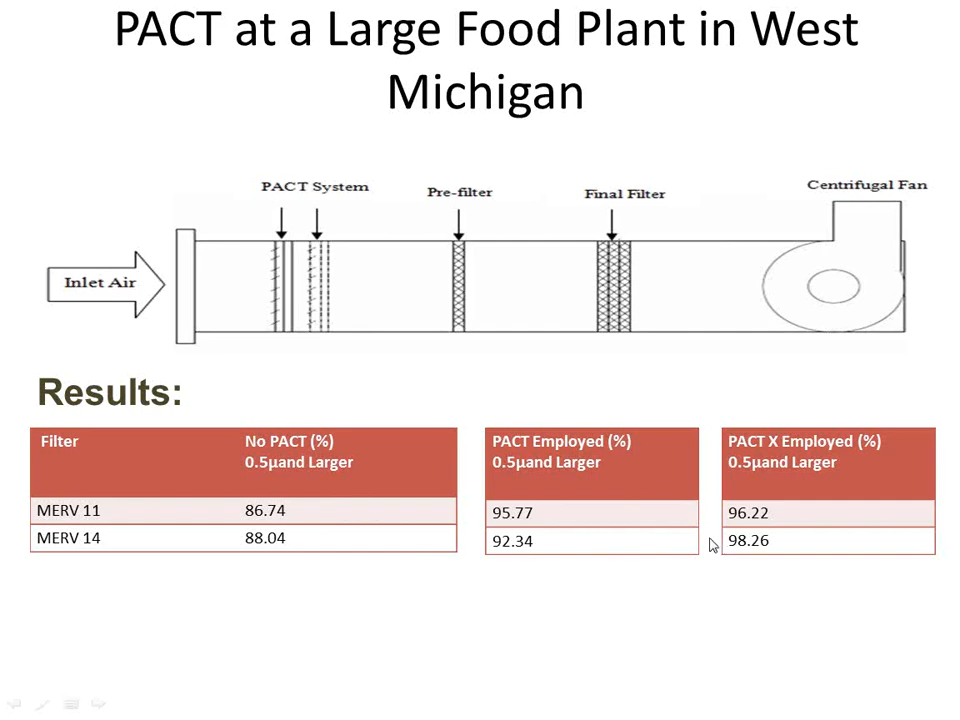 PACT at a Large Food Plant in West
Michigan
PACT System
Pre-filter
Final Filter
Centrifugal Fan
Inlet Air
Results:
Filter No PACT (%) PACT Employed (%) PACT X Employed (%)
0.5µand Larger 0.5µand Larger 0.5µand Larger
MERV 11 86.74 95.77 96.22
MERV 14 88.04 92.34 98.26